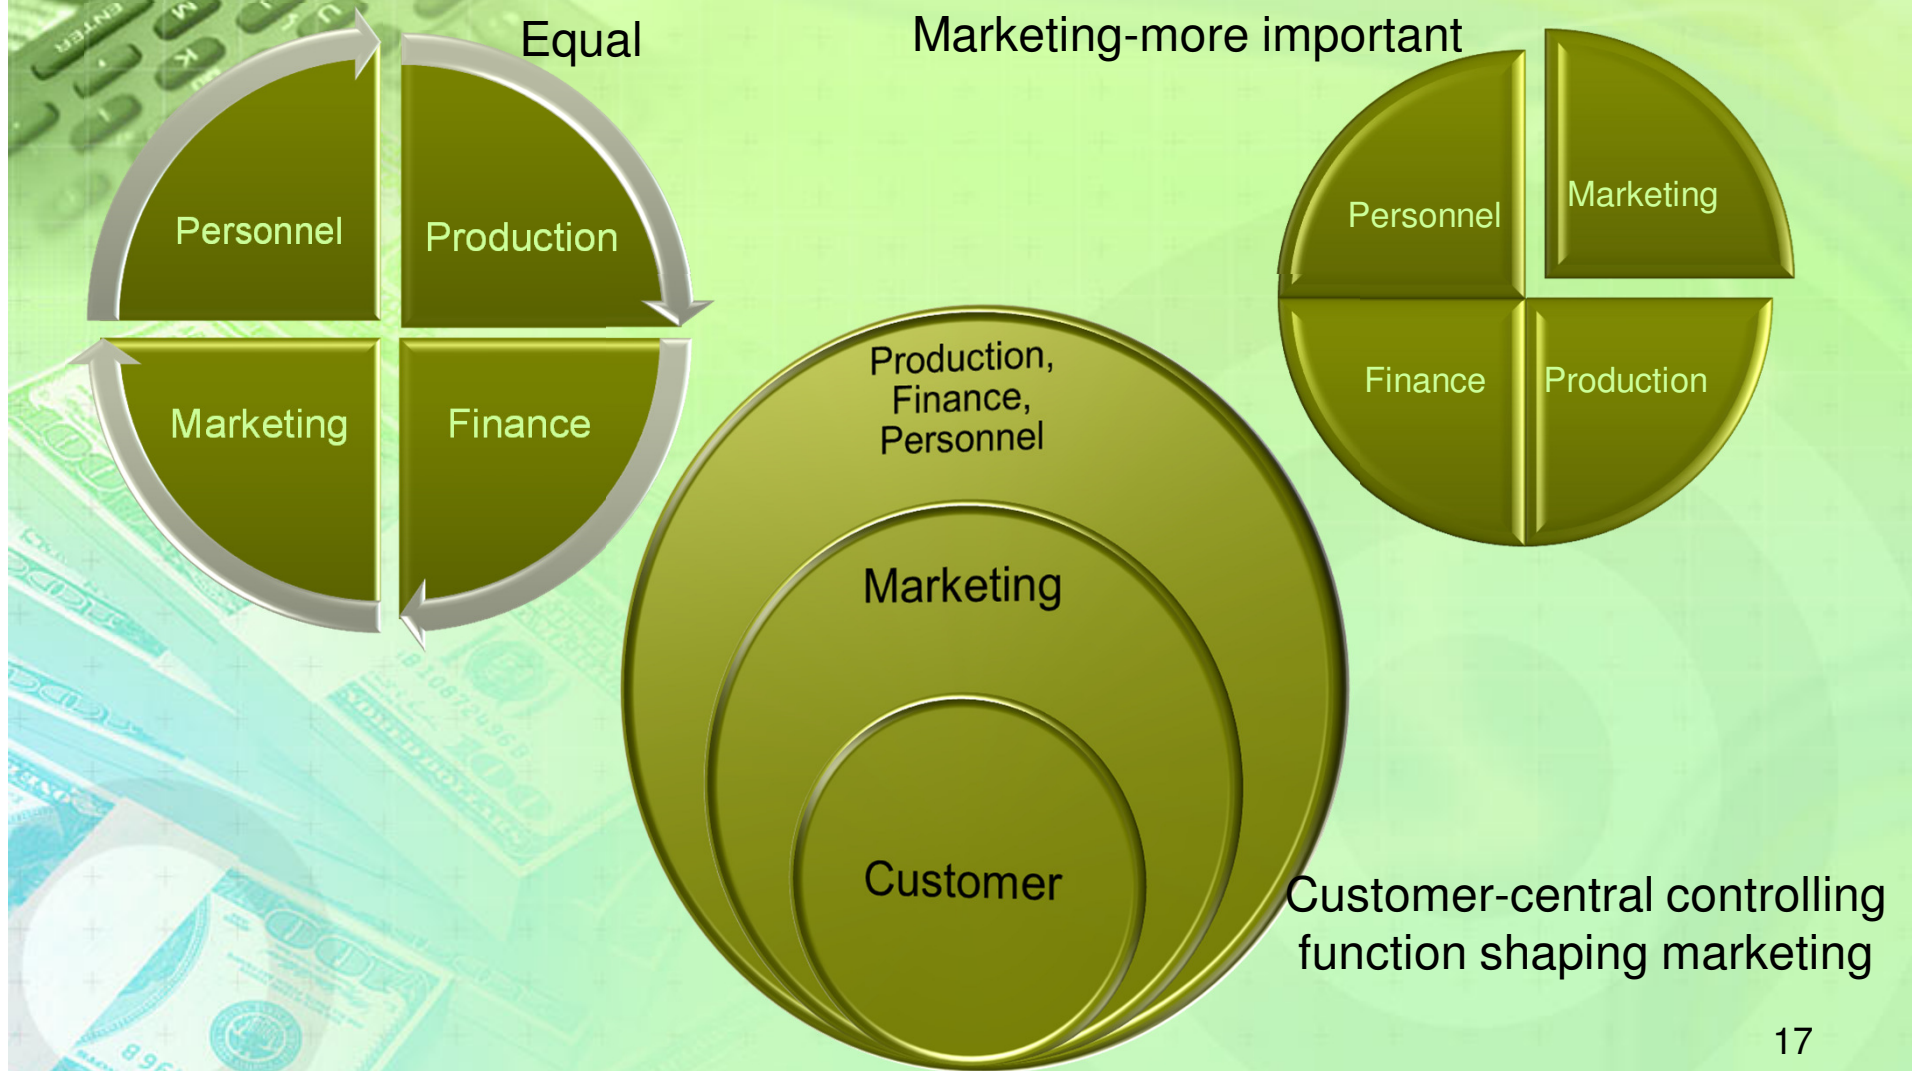 Equal
Personnel
Production
Marketing
Finance
Marketing-more important
Personnel
Marketing
Finance
Production
Production,
Finance,
Personnel
Marketing
Customer
Customer-central controlling
function shaping marketing
17